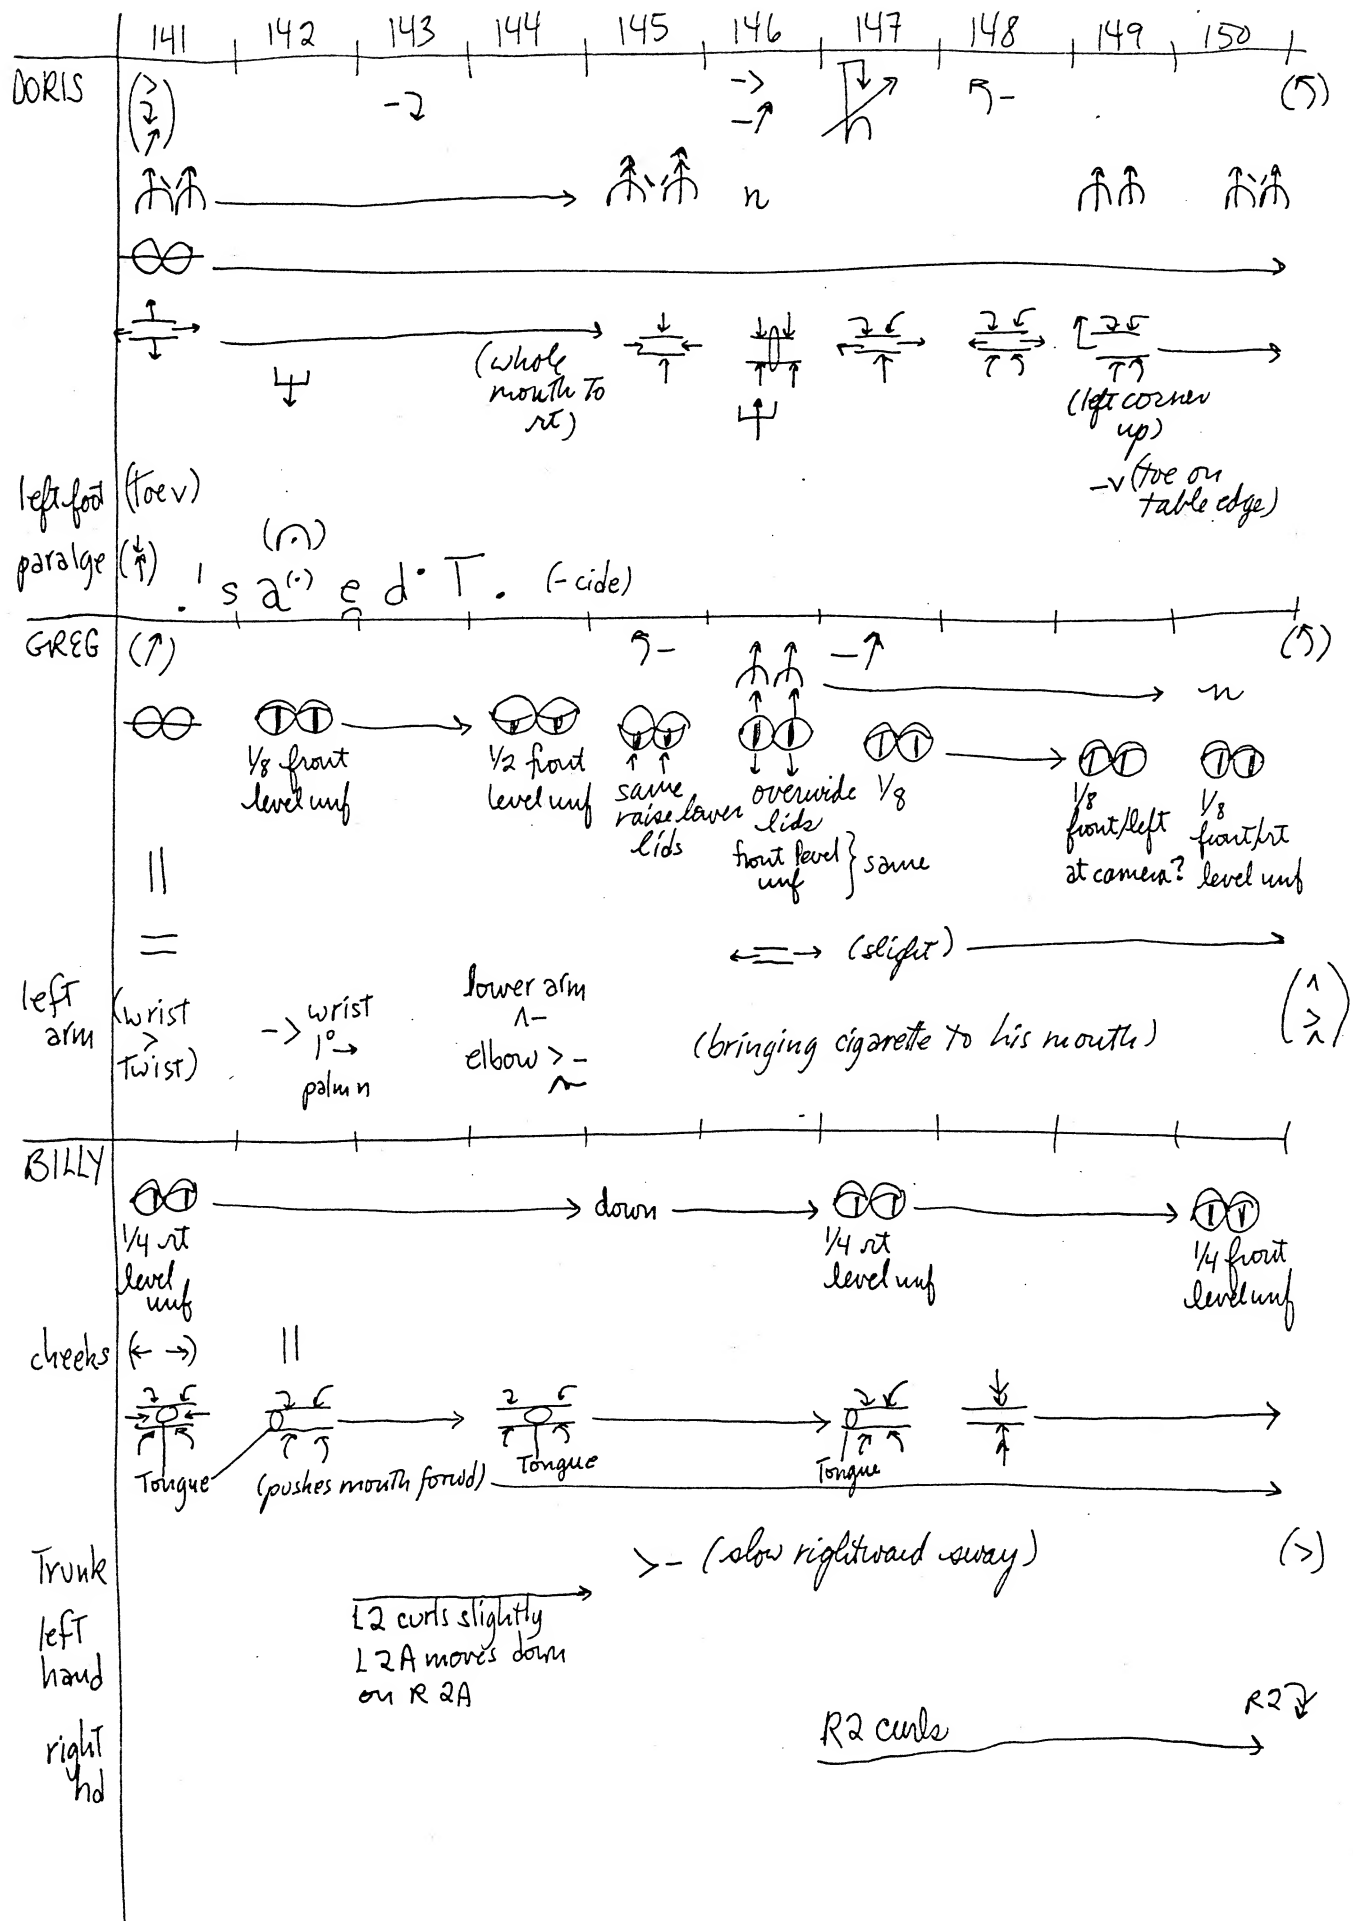 141 142 143 144 145 146 147 148 149 150
DORIS
n
(whole
mouth to
rt)
(left corner
up)
-v (toe on
table edge)
left foot (toe v)
paralge
's a(·) e d · T . (-cide)
GREG
n
1/8 front
level unf
1/2 front
level unf
same
raise lower
lids
overwide
lids
front level
unf
} same
1/8
1/8
front/left
at camera?
1/8
front/rt
level unf
(slight)
left
arm
(wrist
>
Twist)
-> wrist
1° →
palm n
lower arm
^-
elbow > -
(bringing cigarette to his mouth)
BILLY
down
1/4 rt
level
unf
1/4 rt
level unf
1/4 front
level unf
cheeks (← →)
Tongue
(pushes mouth forwd)
Tongue
Tongue
Trunk
>- (slow rightward sway)
(>)
left
hand
L2 curls slightly
L2A moves down
on R2A
right
hd
R2 curls
R2